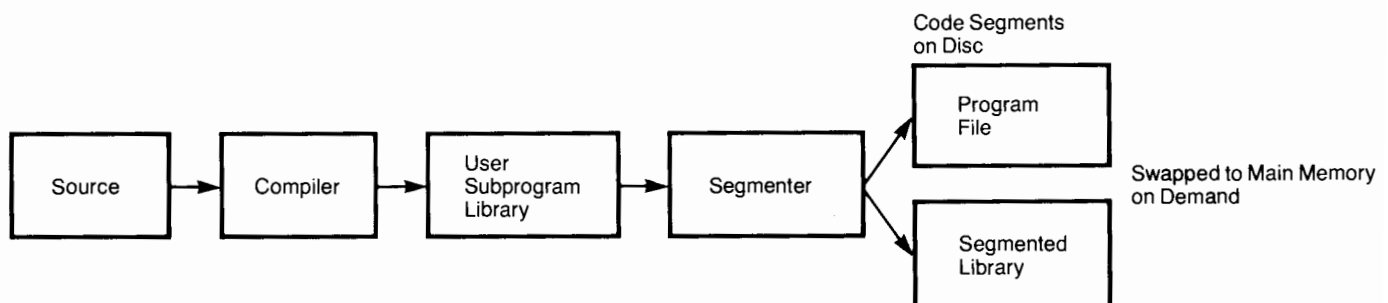 Code Segments
on Disc
Source
Compiler
User
Subprogram
Library
Segmenter
Program
File
Swapped to Main Memory
on Demand
Segmented
Library